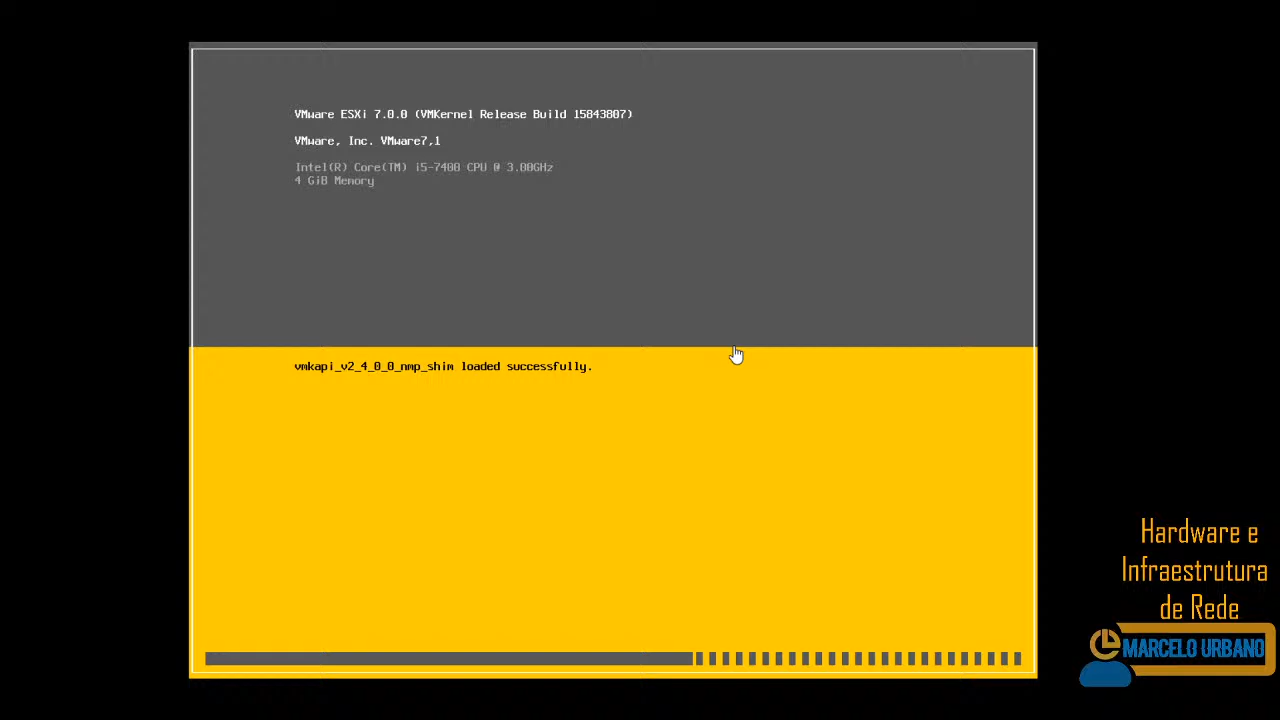 VMware ESXi 7.0.0 (VMKernel Release Build 15843807)
VMware, Inc. VMware7,1
Intel(R) Core(TM) i5-7400 CPU @ 3.00GHz
4 GiB Memory
vmkapi_v2_4_0_0_nmp_shim loaded successfully.
Hardware e
Infraestrutura
de Rede
MARCELO URBANO